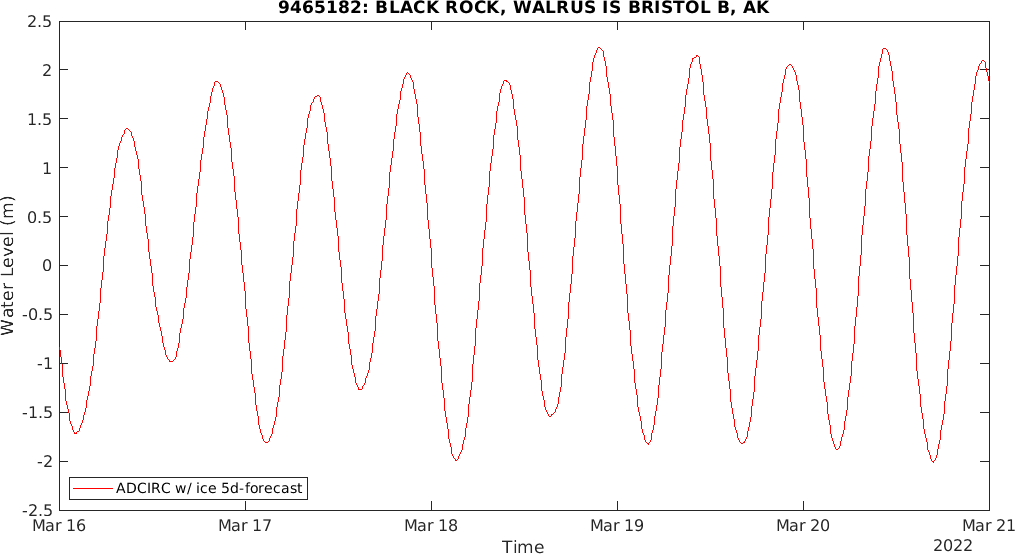 9465182: BLACK ROCK, WALRUS IS BRISTOL B, AK
Water Level (m)
2.5
2
1.5
1
0.5
0
-0.5
-1
-1.5
-2
-2.5
ADCIRC w/ ice 5d-forecast
Mar 16
Mar 17
Mar 18
Mar 19
Mar 20
Mar 21
Time
2022